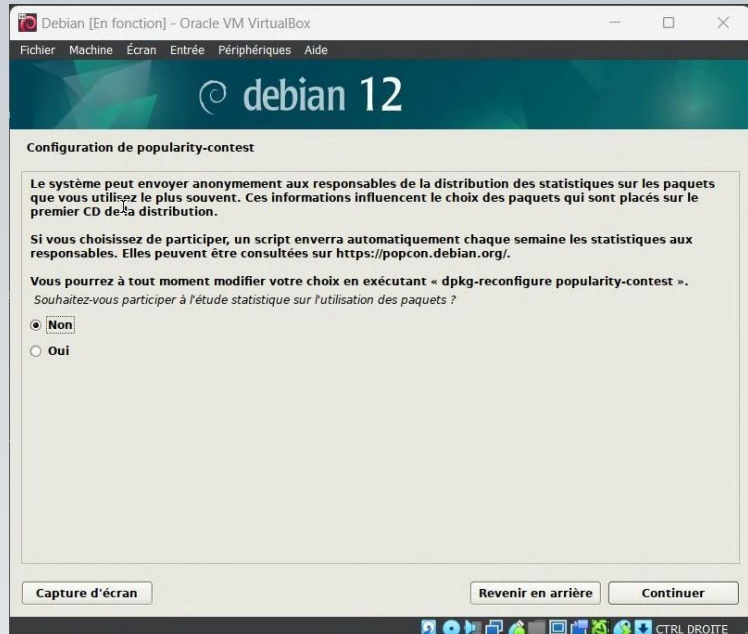 Debian [En fonction] - Oracle VM VirtualBox
Fichier Machine Écran Entrée Périphériques Aide
debian 12
Configuration de popularity-contest
Le système peut envoyer anonymement aux responsables de la distribution des statistiques sur les paquets
que vous utilisez le plus souvent. Ces informations influencent le choix des paquets qui sont placés sur le
premier CD de la distribution.
Si vous choisissez de participer, un script enverra automatiquement chaque semaine les statistiques aux
responsables. Elles peuvent être consultées sur https://popcon.debian.org/.
Vous pourrez à tout moment modifier votre choix en exécutant « dpkg-reconfigure popularity-contest ».
Souhaitez-vous participer à l'étude statistique sur l'utilisation des paquets ?
Non
Oui
Capture d'écran Revenir en arrière Continuer
CTRL DROITE